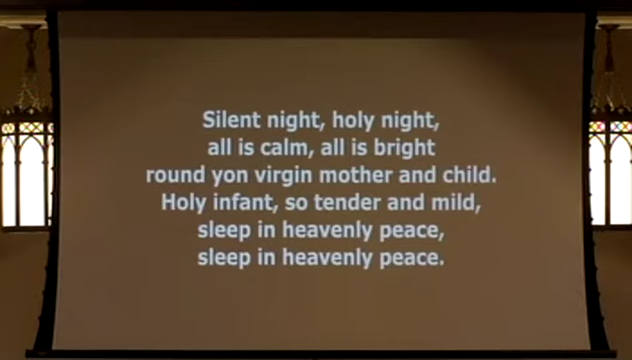 Silent night, holy night,
all is calm, all is bright
round yon virgin mother and child.
Holy infant, so tender and mild,
sleep in heavenly peace,
sleep in heavenly peace.